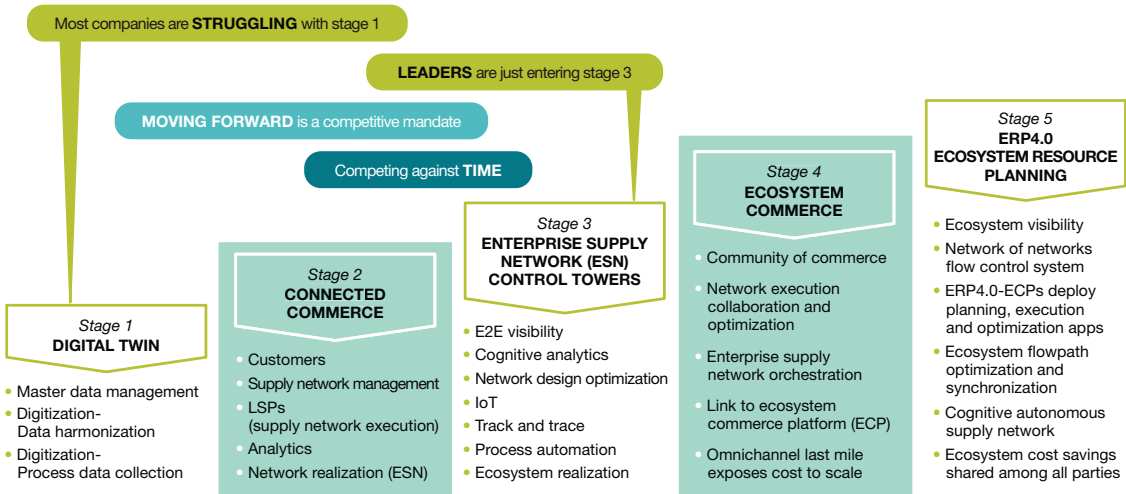 Most companies are STRUGGLING with stage 1
LEADERS are just entering stage 3
MOVING FORWARD is a competitive mandate
Competing against TIME
Stage 1
DIGITAL TWIN
• Master data management
• Digitization-
Data harmonization
• Digitization-
Process data collection
Stage 2
CONNECTED
COMMERCE
• Customers
• Supply network management
• LSPs
(supply network execution)
• Analytics
• Network realization (ESN)
Stage 3
ENTERPRISE SUPPLY
NETWORK (ESN)
CONTROL TOWERS
• E2E visibility
• Cognitive analytics
• Network design optimization
• IoT
• Track and trace
• Process automation
• Ecosystem realization
Stage 4
ECOSYSTEM
COMMERCE
• Community of commerce
• Network execution
collaboration and
optimization
• Enterprise supply
network orchestration
• Link to ecosystem
commerce platform (ECP)
• Omnichannel last mile
exposes cost to scale
Stage 5
ERP4.0
ECOSYSTEM RESOURCE
PLANNING
• Ecosystem visibility
• Network of networks
flow control system
• ERP4.0-ECPs deploy
planning, execution
and optimization apps
• Ecosystem flowpath
optimization and
synchronization
• Cognitive autonomous
supply network
• Ecosystem cost savings
shared among all parties